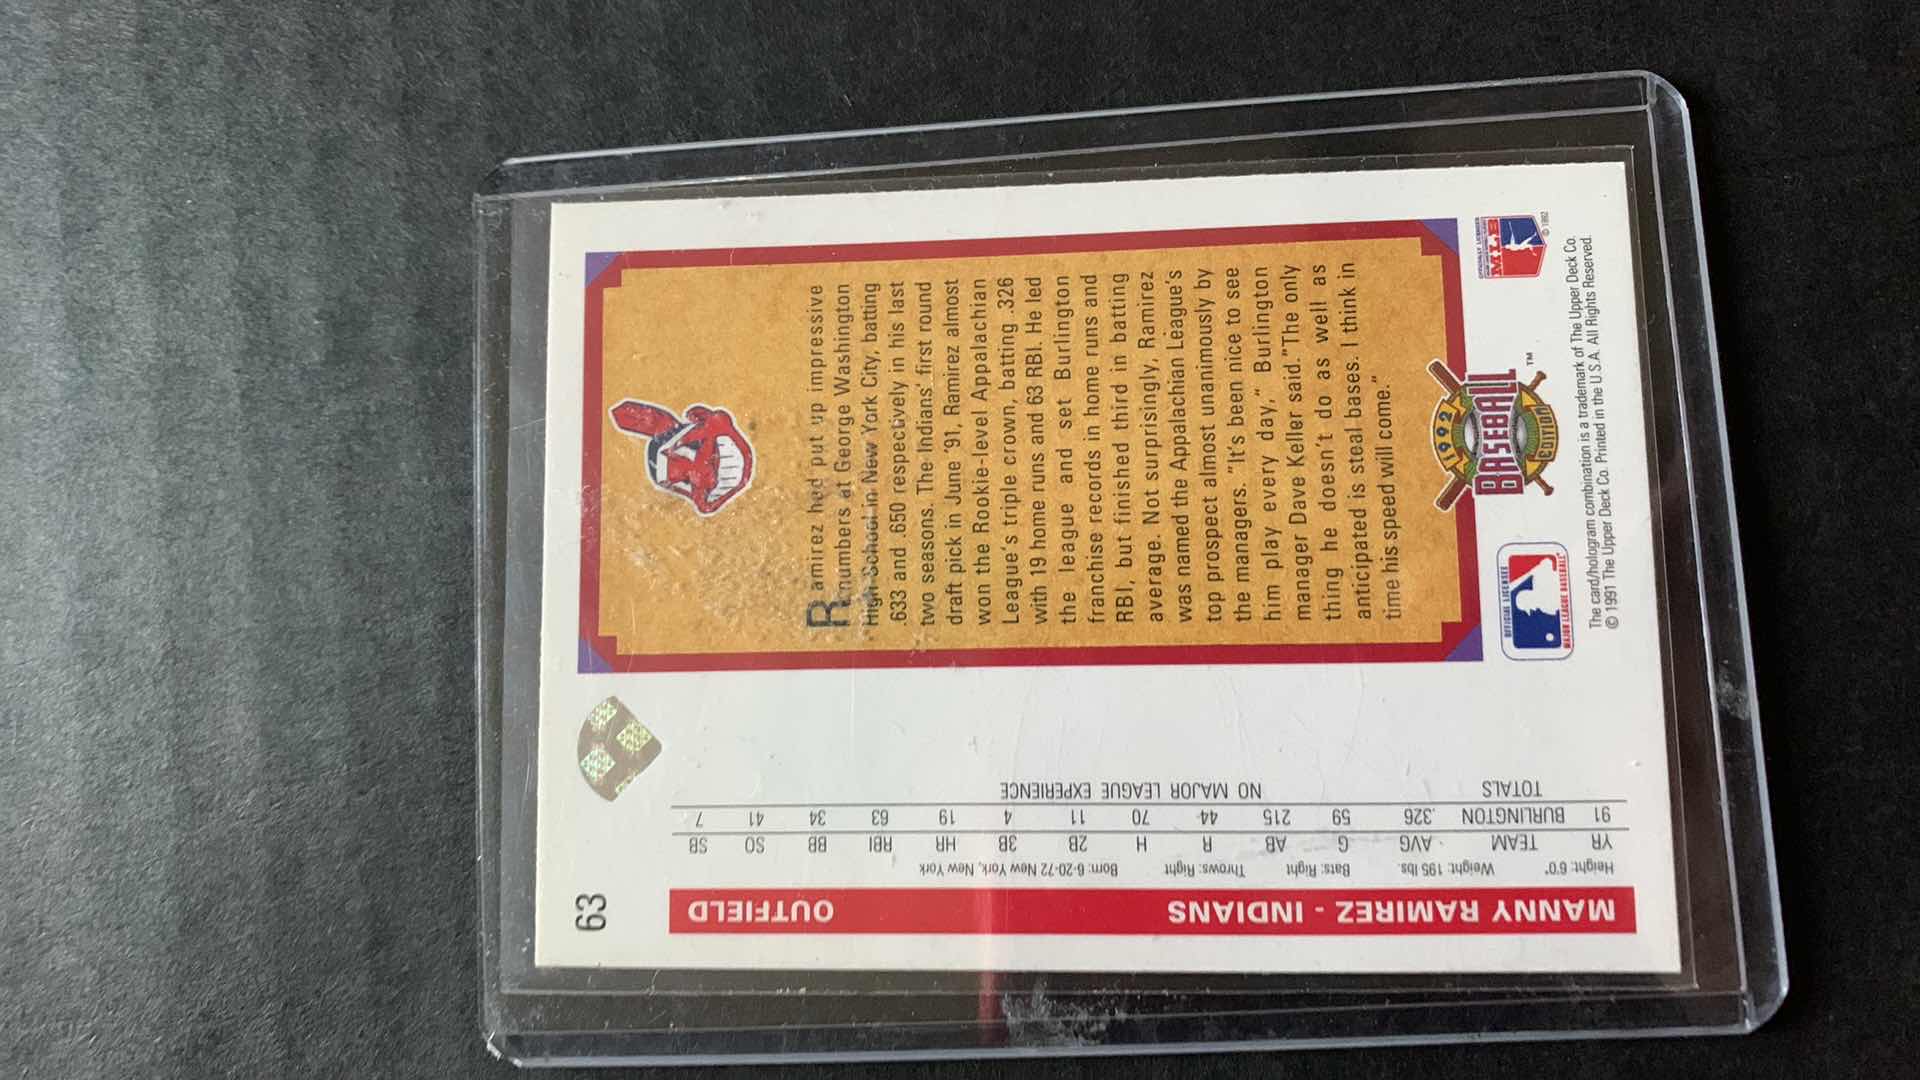 63
MANNY RAMIREZ - INDIANS OUTFIELD
Height: 6'0" Weight: 195 lbs. Bats: Right Throws: Right Born: 6-20-72 New York, New York
YR TEAM AVG G AB R H 2B 3B HR RBI BB SO SB
91 BURLINGTON .326 59 215 44 70 11 4 19 63 34 41 7
TOTALS NO MAJOR LEAGUE EXPERIENCE
Ramirez had put up impressive
numbers at George Washington
High School in New York City, batting
.633 and .650 respectively in his last
two seasons. The Indians' first round
draft pick in June '91, Ramirez almost
won the Rookie-level Appalachian
League's triple crown, batting .326
with 19 home runs and 63 RBI. He led
the league and set Burlington
franchise records in home runs and
RBI, but finished third in batting
average. Not surprisingly, Ramirez
was named the Appalachian League's
top prospect almost unanimously by
the managers. "It's been nice to see
him play every day," Burlington
manager Dave Keller said. "The only
thing he doesn't do as well as
anticipated is steal bases. I think in
time his speed will come."
1992
BASEBALL
EDITION
TM
OFFICIAL LICENSEE
MAJOR LEAGUE BASEBALL
MLB
© 1992
The card/hologram combination is a trademark of The Upper Deck Co.
© 1991 The Upper Deck Co. Printed in the U.S.A. All Rights Reserved.